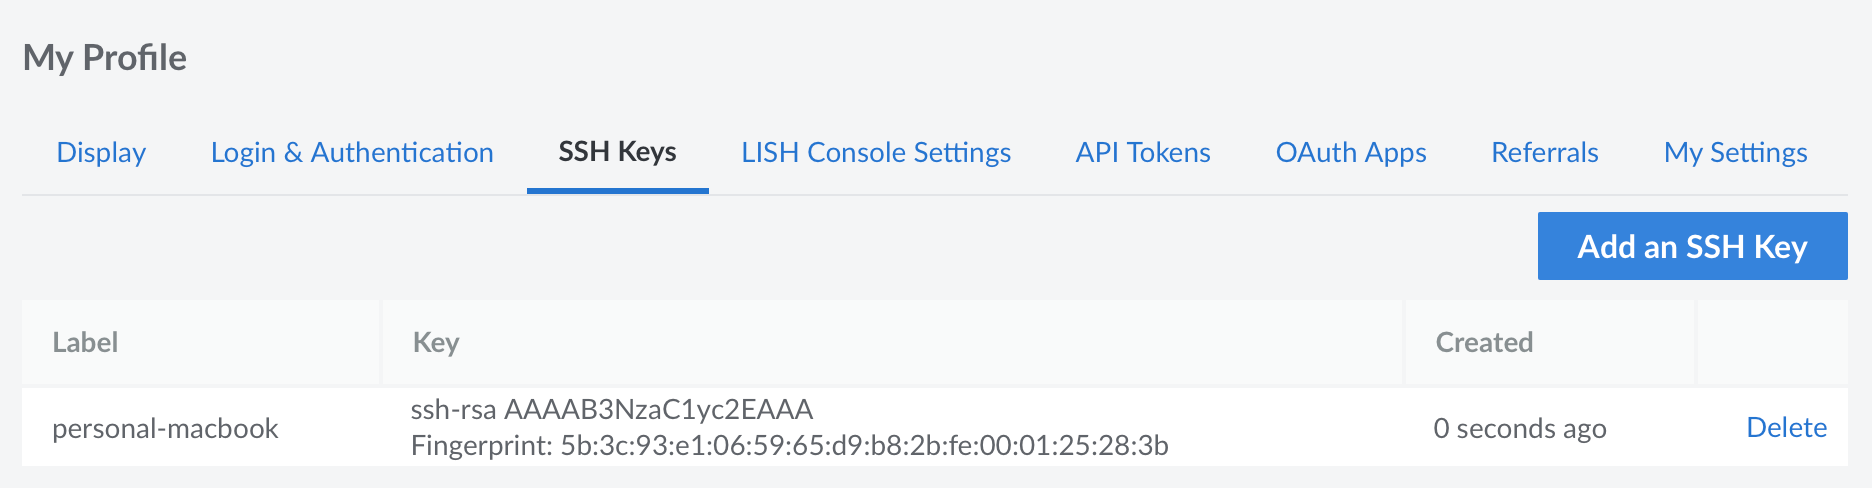 My Profile
Display Login & Authentication SSH Keys LISH Console Settings API Tokens OAuth Apps Referrals My Settings
Add an SSH Key
Label Key Created
personal-macbook ssh-rsa AAAAB3NzaC1yc2EAAA 0 seconds ago Delete
Fingerprint: 5b:3c:93:e1:06:59:65:d9:b8:2b:fe:00:01:25:28:3b